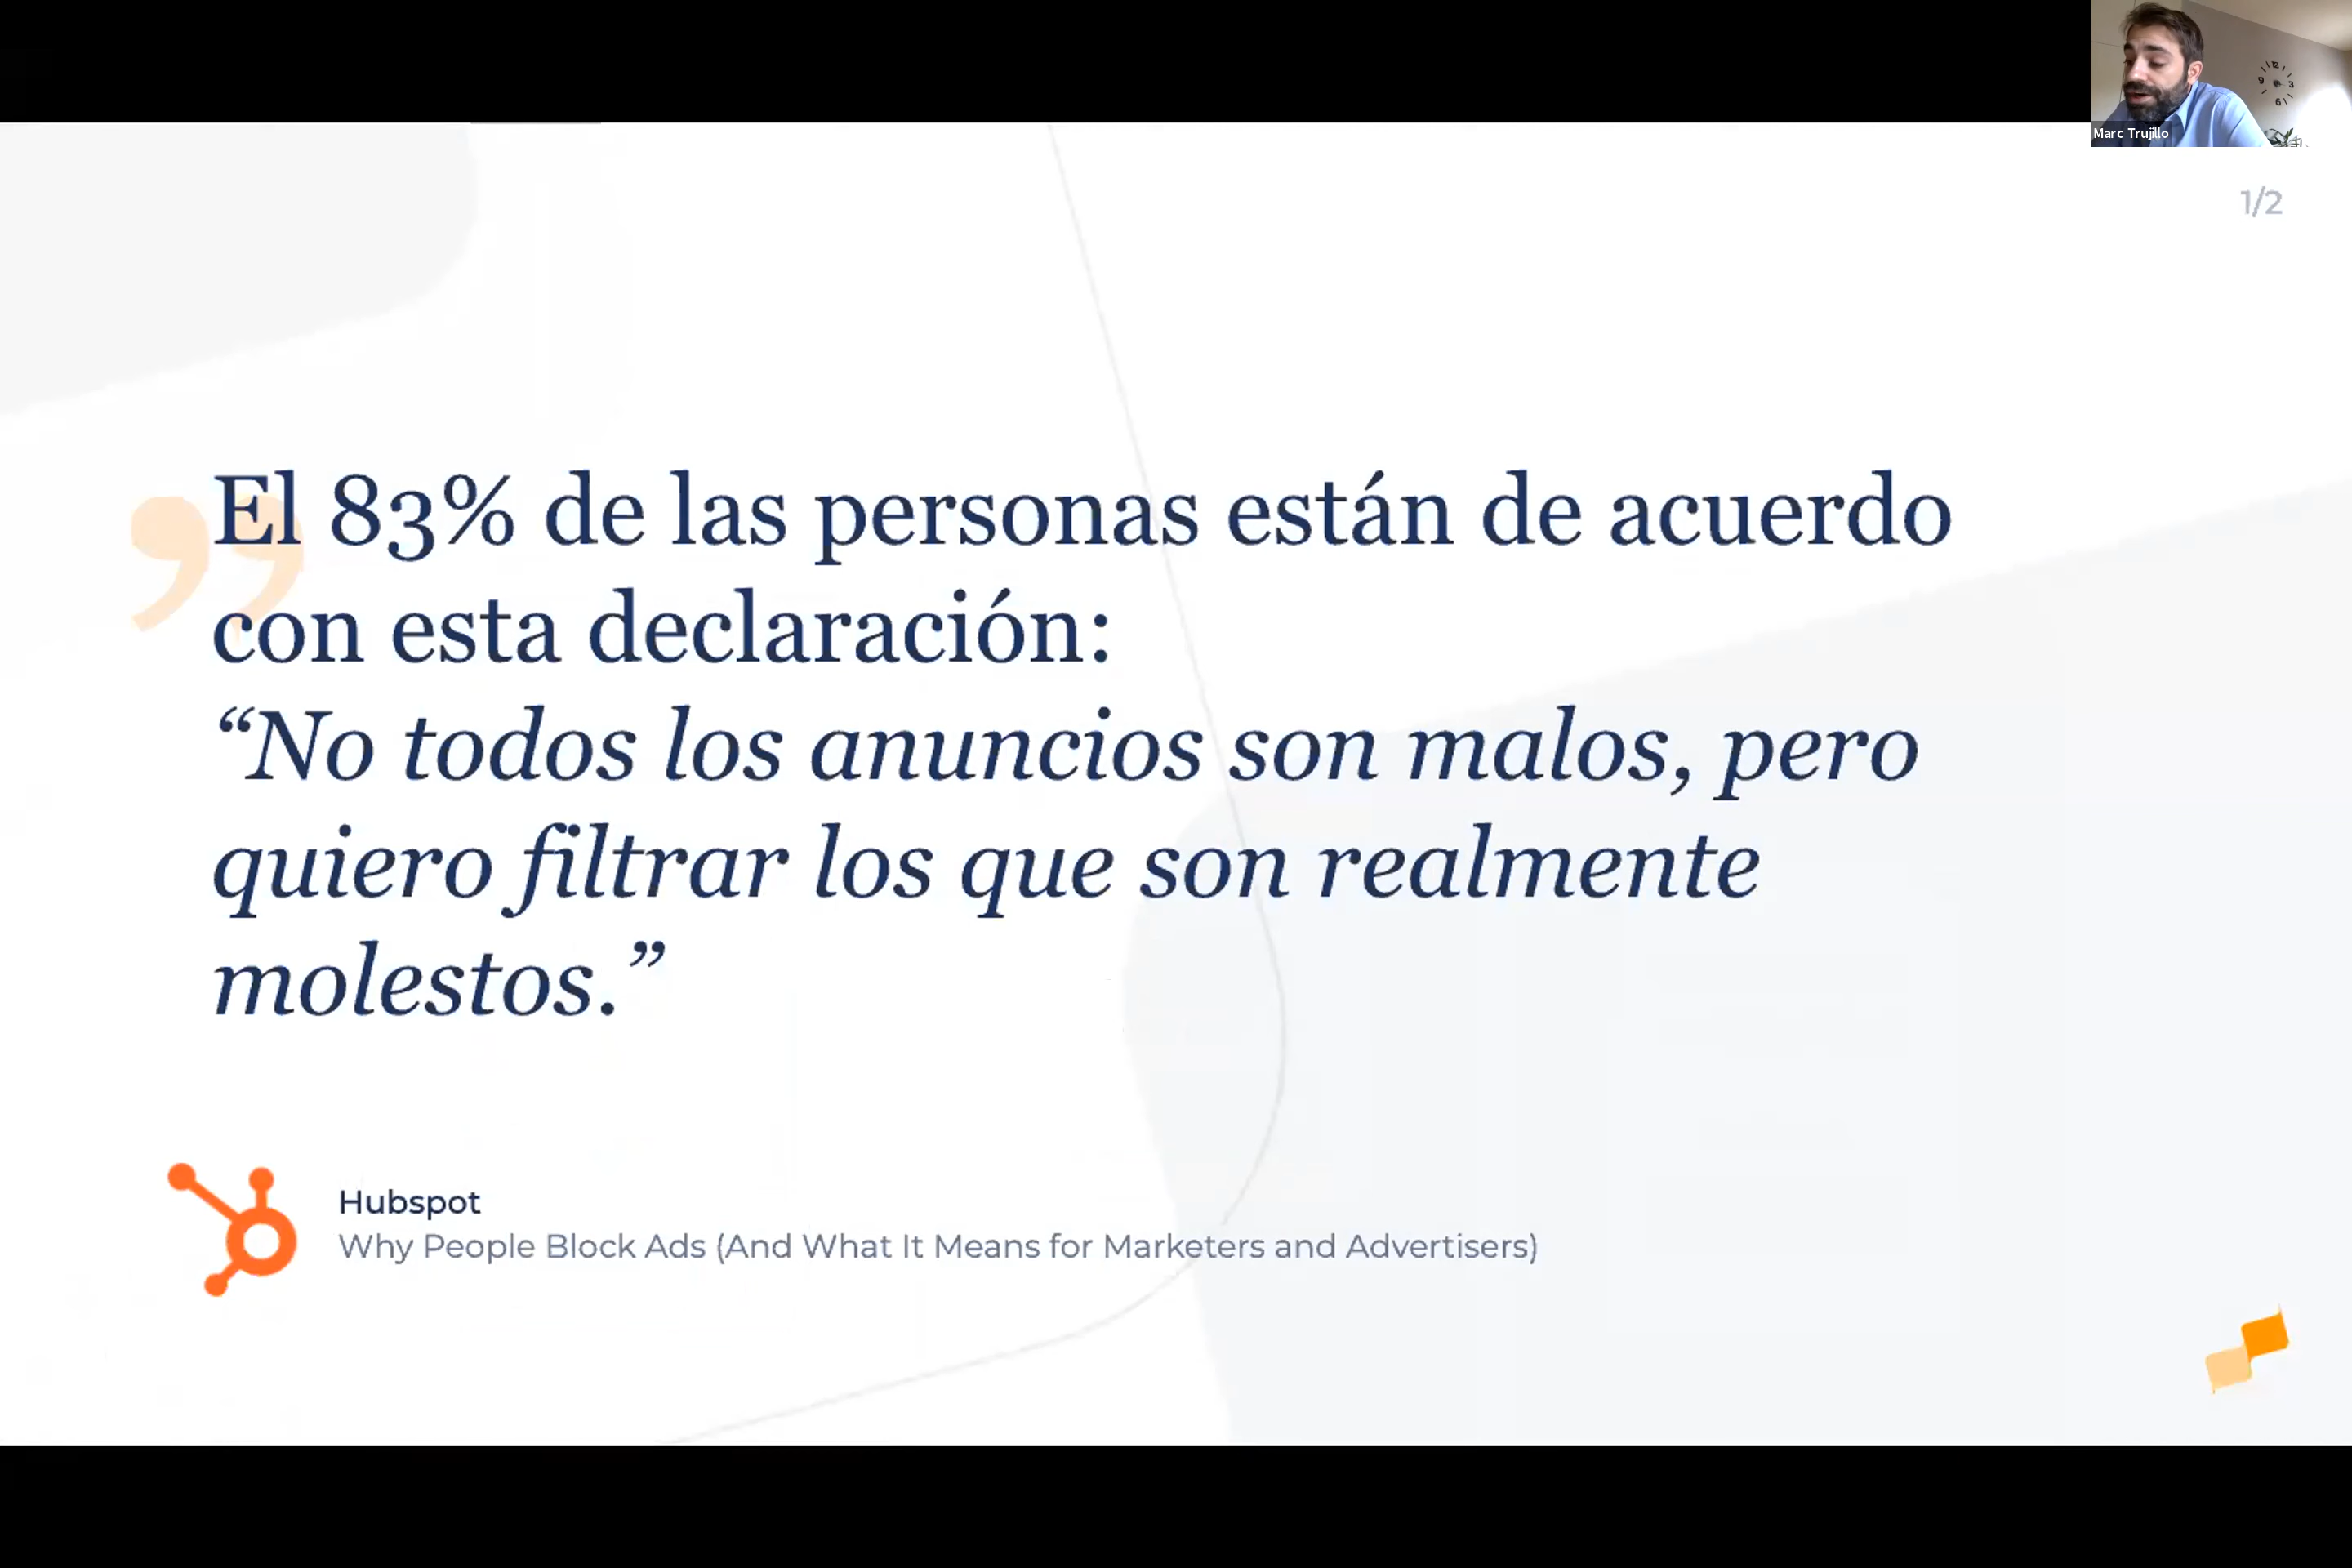 Marc Trujillo
1/2
El 83% de las personas están de acuerdo
con esta declaración:
“No todos los anuncios son malos, pero
quiero filtrar los que son realmente
molestos.”
Hubspot
Why People Block Ads (And What It Means for Marketers and Advertisers)